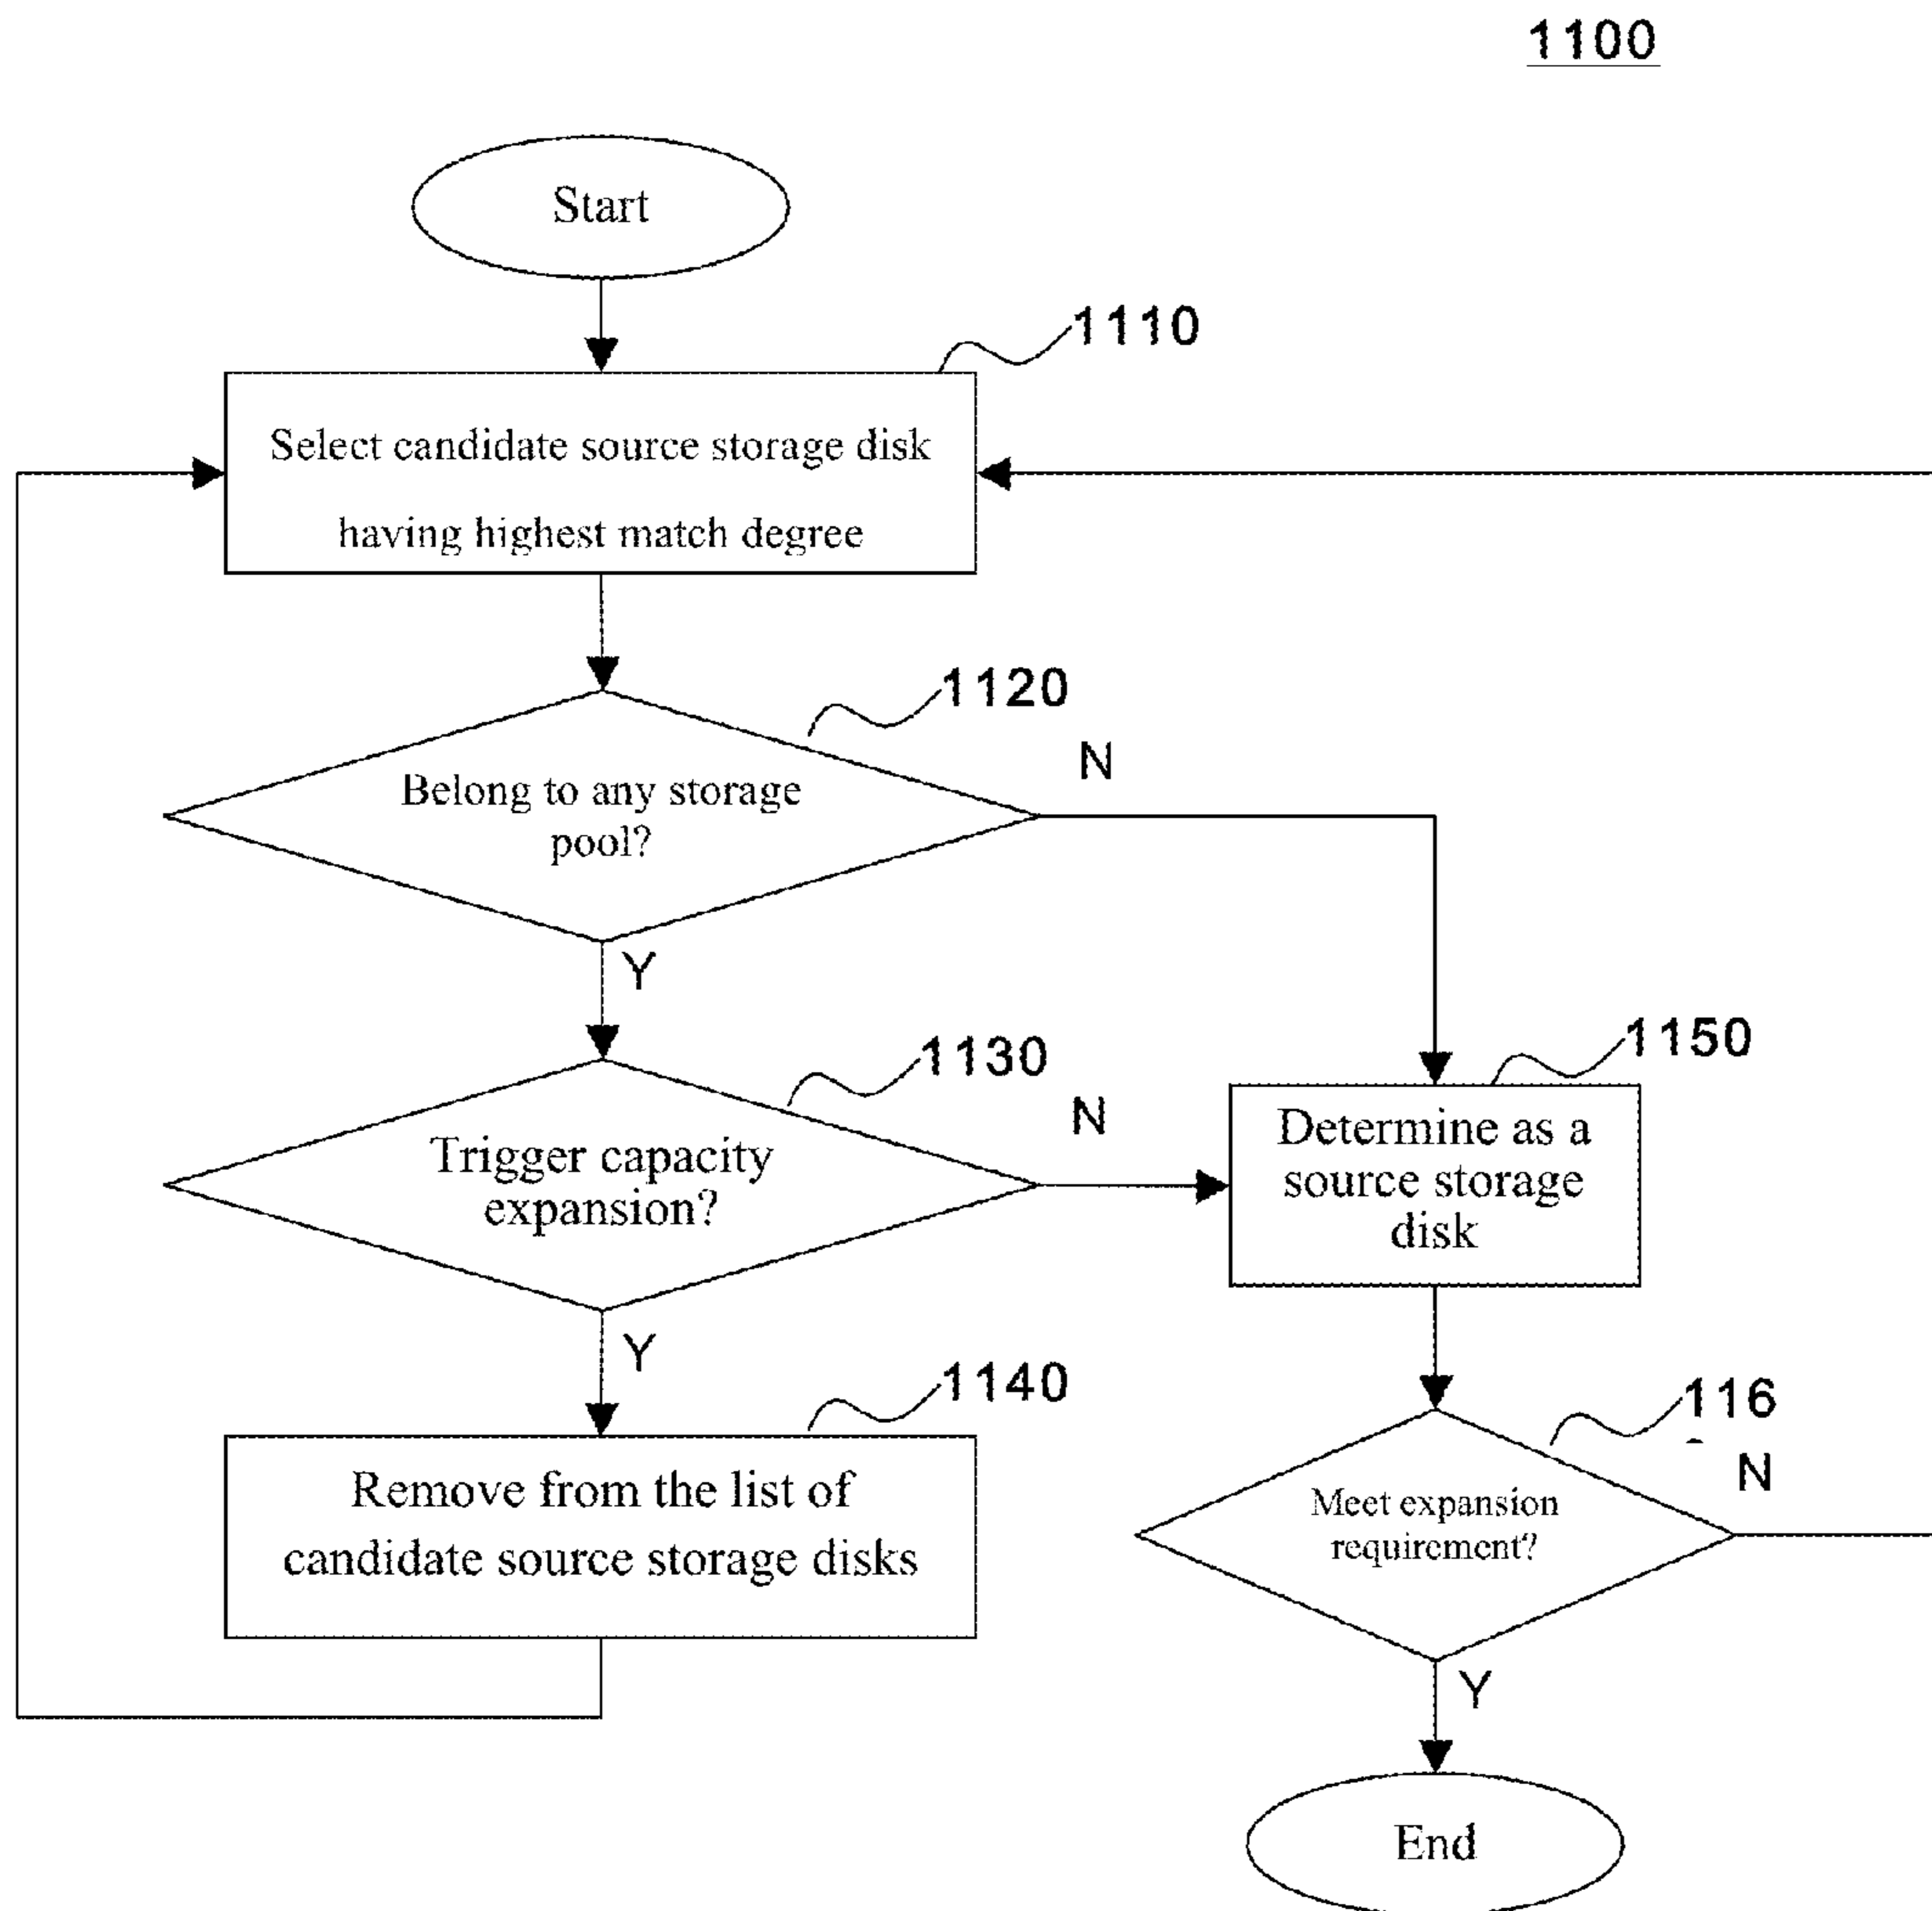 1100
Start
1110
Select candidate source storage disk
having highest match degree
1120
N
Belong to any storage
pool?
Y
1130
N
Trigger capacity
expansion?
1150
Determine as a
source storage
disk
Y
1140
Remove from the list of
candidate source storage disks
116
N
Meet expansion
requirement?
Y
End